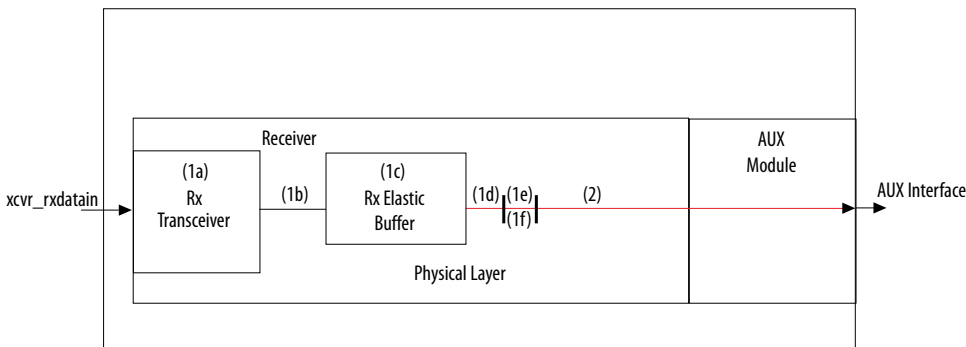 Receiver
AUX
Module
(1a)
Rx
Transceiver
(1b)
(1c)
Rx Elastic
Buffer
(1d)
(1e)
(1f)
(2)
xcvr_rxdatain
AUX Interface
Physical Layer